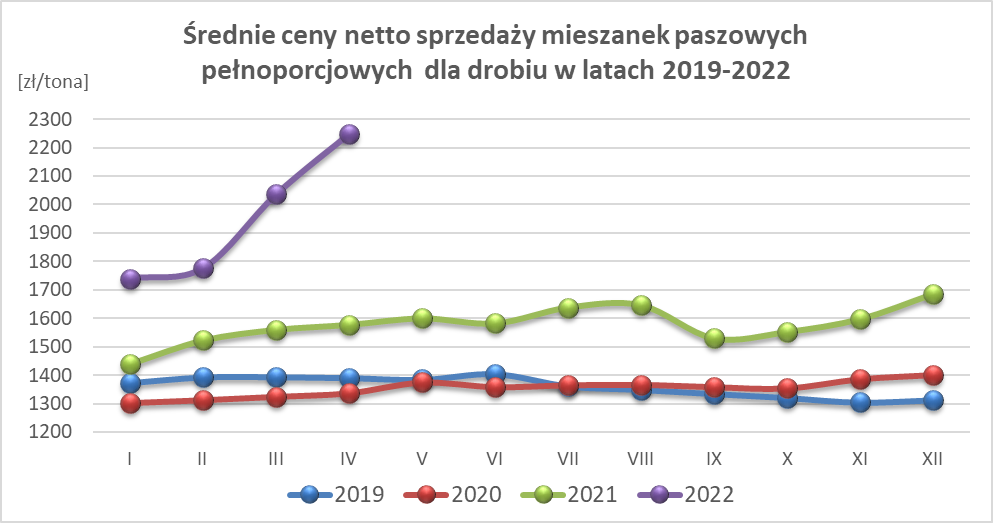 Średnie ceny netto sprzedaży mieszanek paszowych
pełnoporcjowych dla drobiu w latach 2019-2022
[zł/tona]
2300
2200
2100
2000
1900
1800
1700
1600
1500
1400
1300
1200
I II III IV V VI VII VIII IX X XI XII
2019 2020 2021 2022